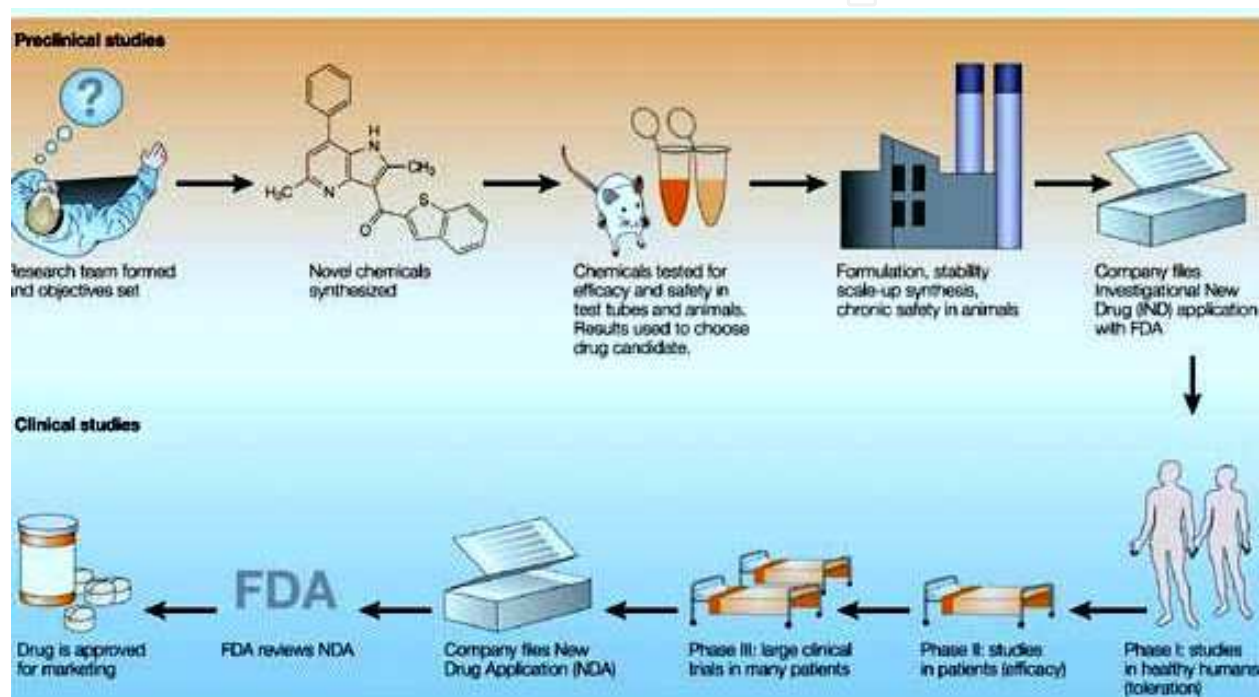 Preclinical studies
?
H
N
CH₃
H₃C
N
S
O
Research team formed
and objectives set
Novel chemicals
synthesized
Chemicals tested for
efficacy and safety in
test tubes and animals.
Results used to choose
drug candidate.
Formulation, stability
scale-up synthesis,
chronic safety in animals
Company files
Investigational New
Drug (IND) application
with FDA
Clinical studies
FDA
Drug is approved
for marketing
FDA reviews NDA
Company files New
Drug Application (NDA)
Phase III: large clinical
trials in many patients
Phase II: studies
in patients (efficacy)
Phase I: studies
in healthy humans
(toleration)